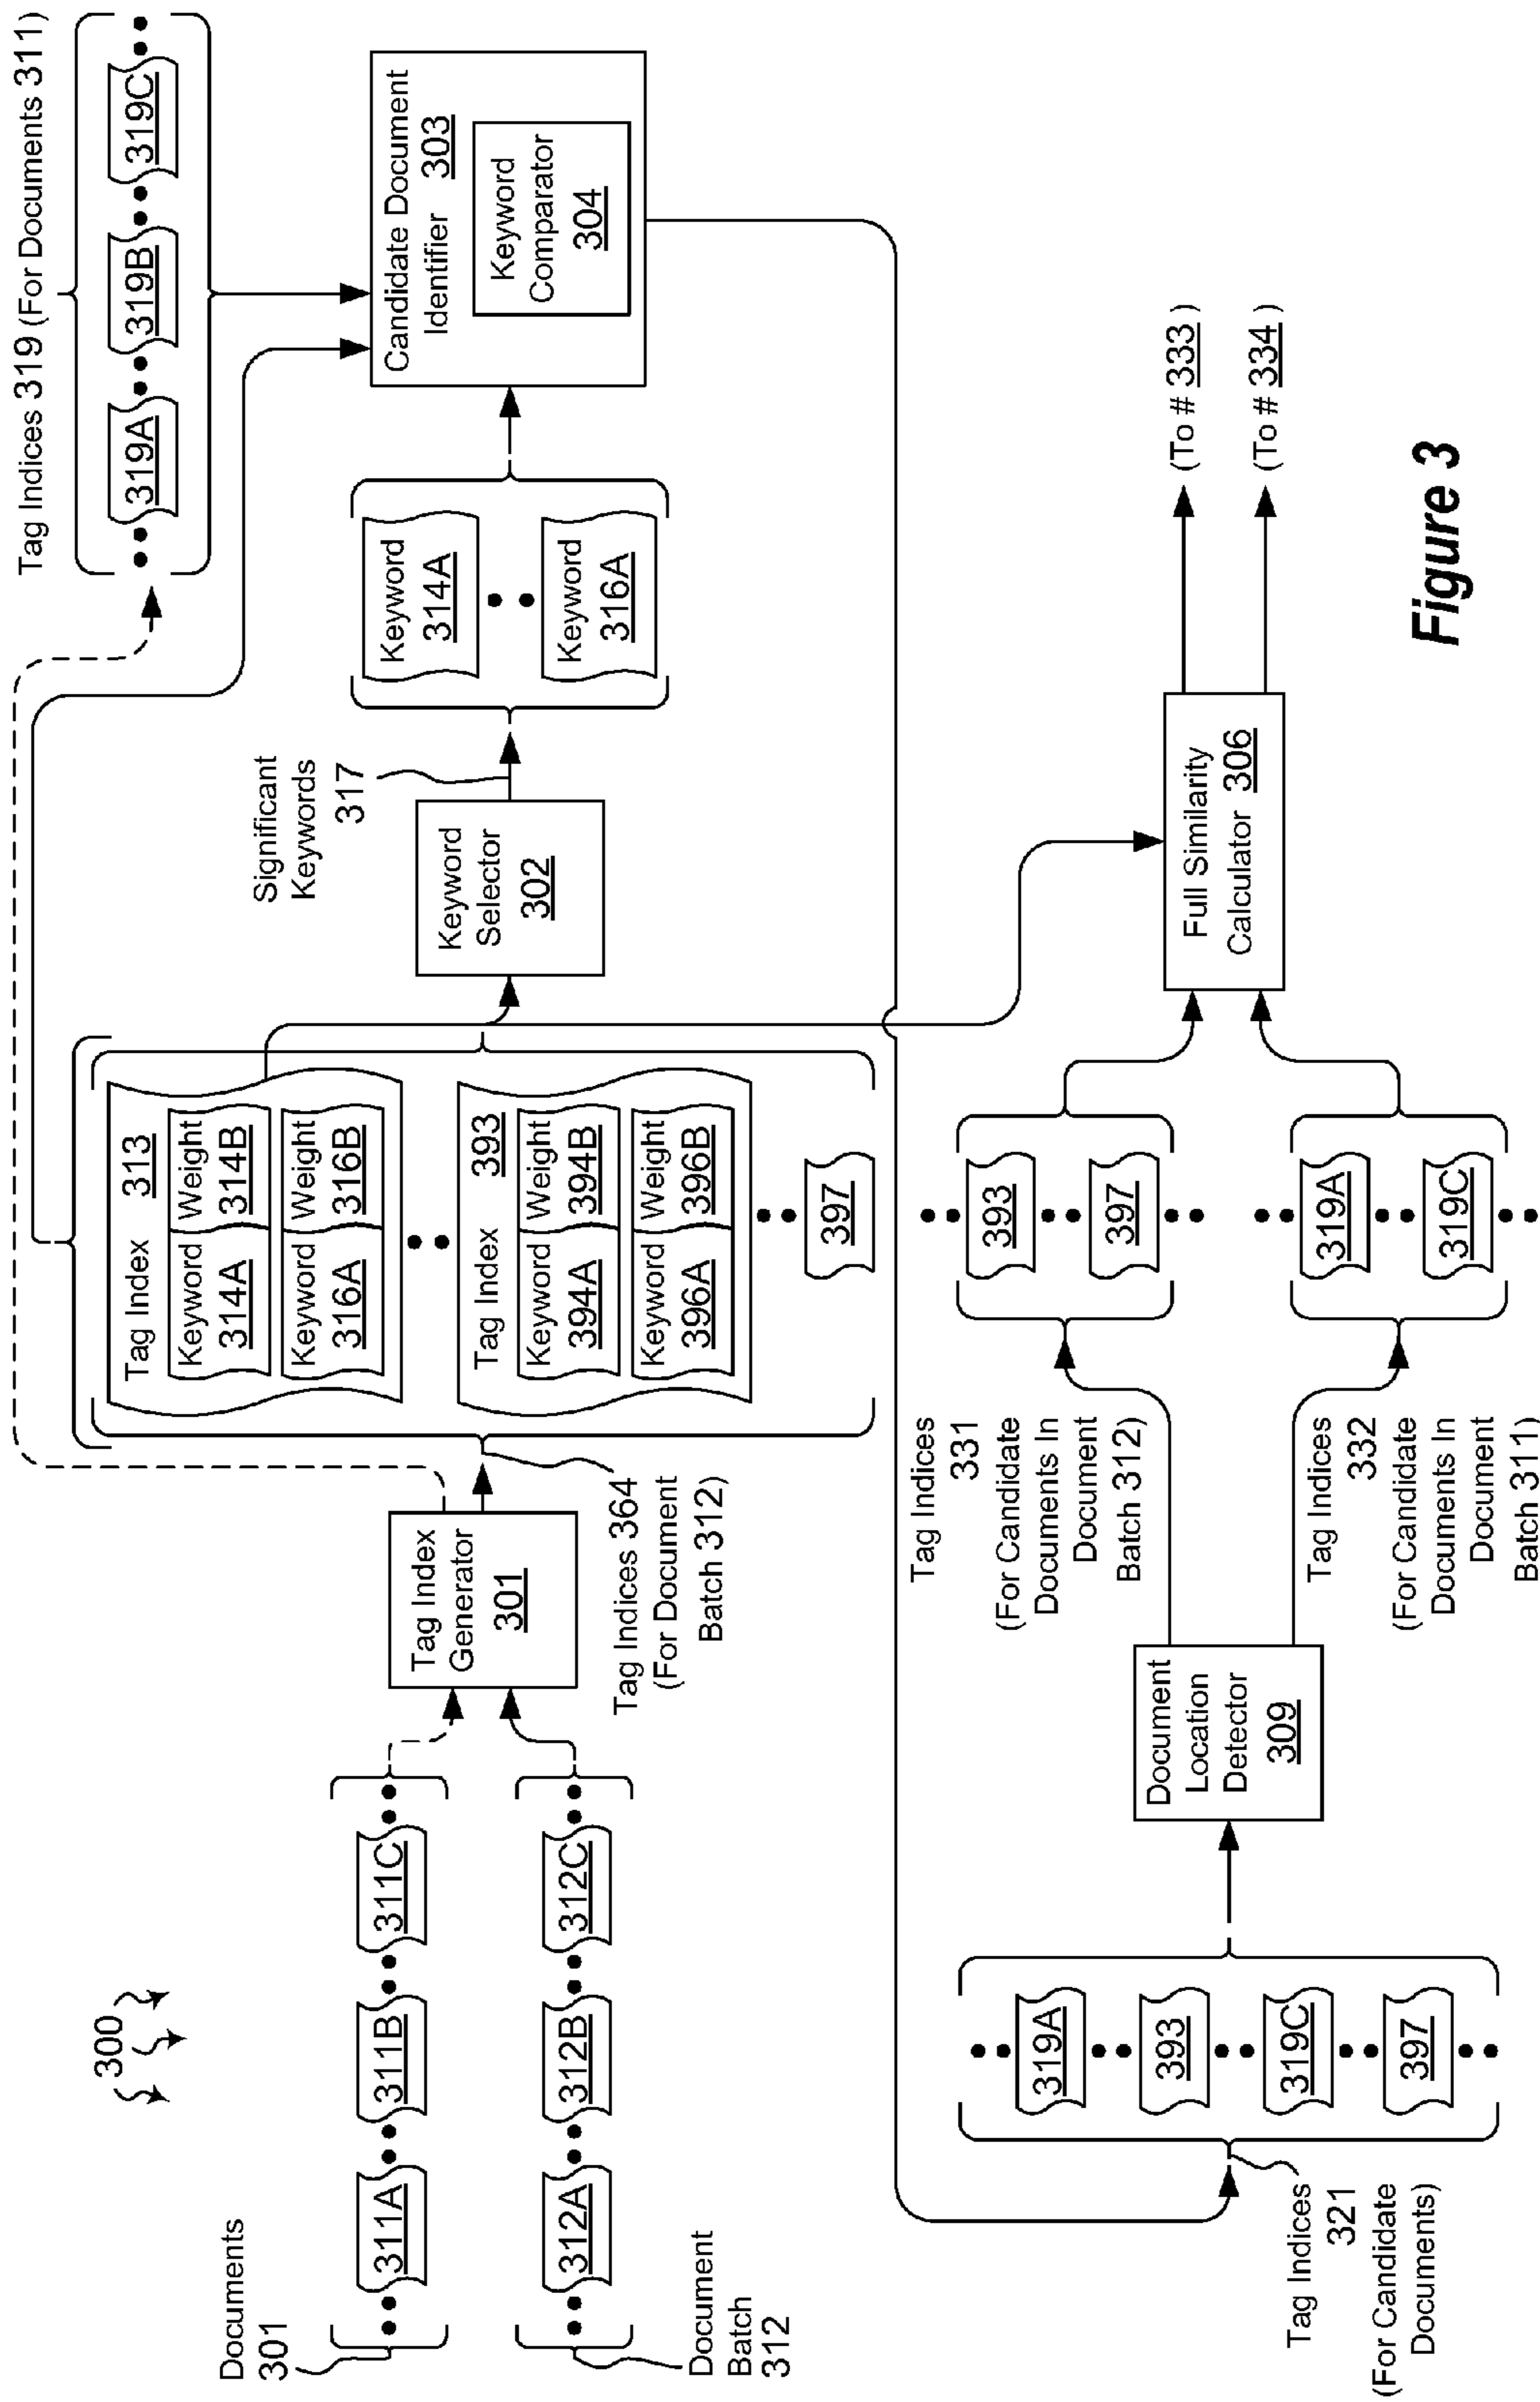 300
Documents
301
311A
311B
311C
312A
312B
312C
Document
Batch
312
Tag Index
Generator
301
Tag Indices 364
(For Document
Batch 312)
Tag Index 313
Keyword Weight
314A 314B
Keyword Weight
316A 316B
Tag Index 393
Keyword Weight
394A 394B
Keyword Weight
396A 396B
397
Keyword
Selector
302
Significant
Keywords
317
Keyword
314A
Keyword
316A
Tag Indices 319 (For Documents 311)
319A
319B
319C
Candidate Document
Identifier 303
Keyword
Comparator
304
Tag Indices
321
(For Candidate
Documents)
319A
393
319C
397
Document
Location
Detector
309
Tag Indices
331
(For Candidate
Documents In
Document
Batch 312)
393
397
Tag Indices
332
(For Candidate
Documents In
Document
Batch 311)
319A
319C
Full Similarity
Calculator 306
(To # 333 )
(To # 334 )
Figure 3